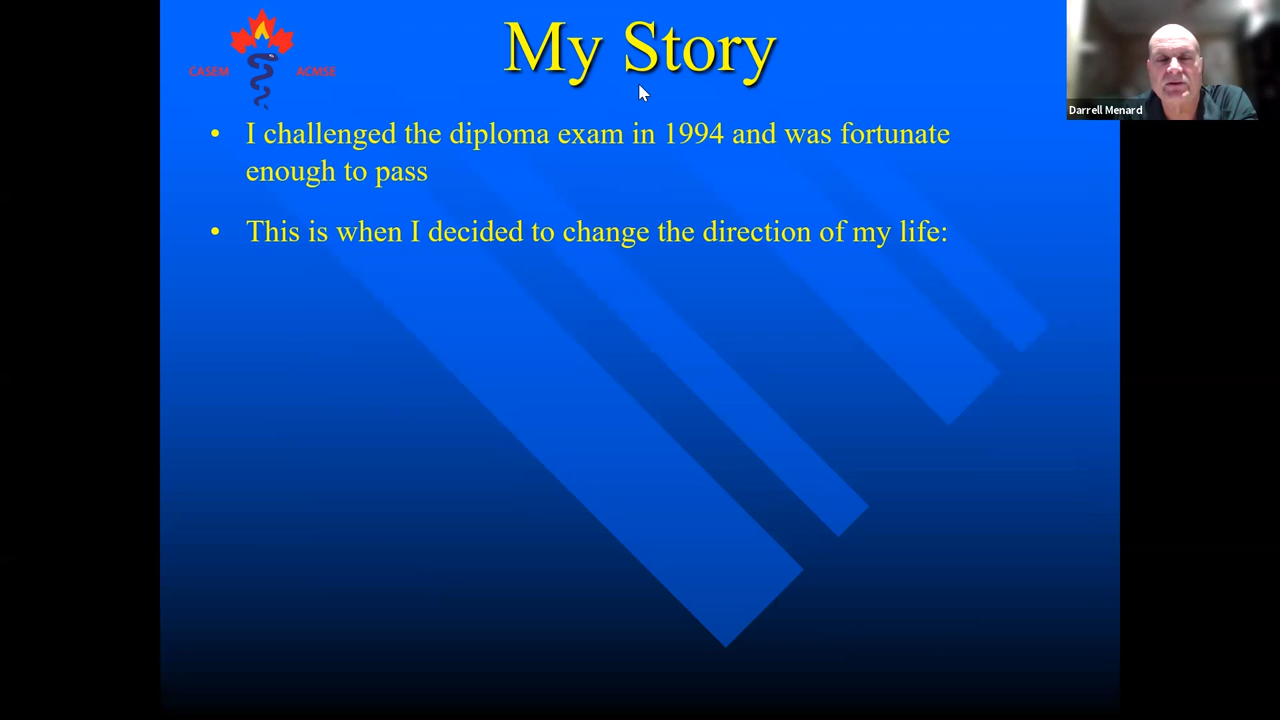 My Story
CASEM ACMSE
Darrell Menard
• I challenged the diploma exam in 1994 and was fortunate
enough to pass
• This is when I decided to change the direction of my life: